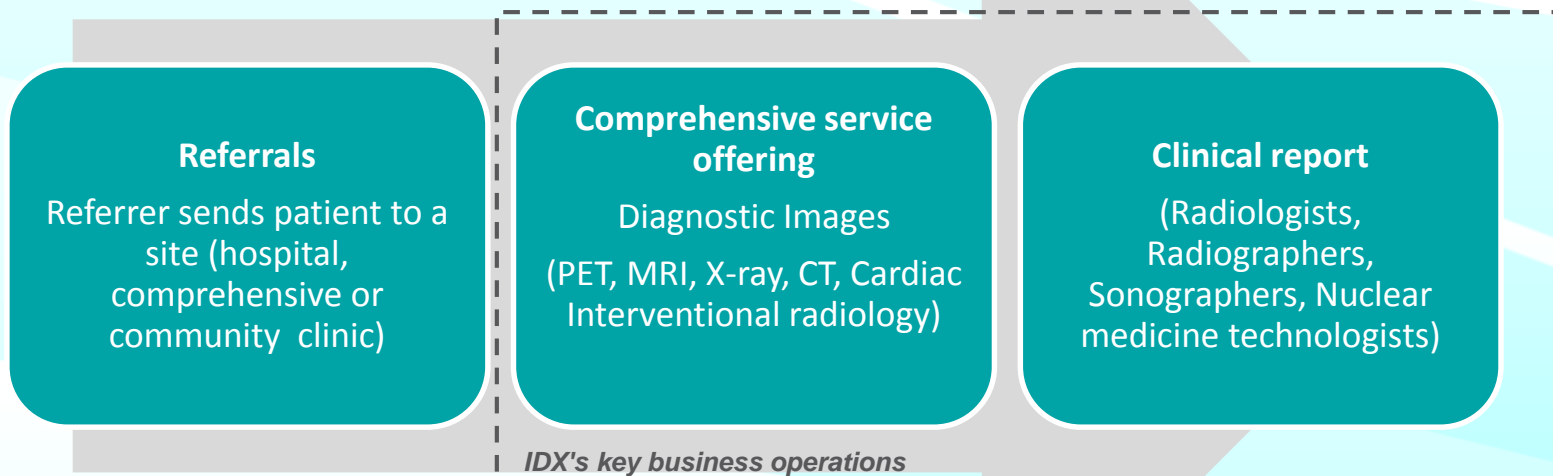 Referrals
Referrer sends patient to a
site (hospital,
comprehensive or
community clinic)
Comprehensive service
offering
Diagnostic Images
(PET, MRI, X-ray, CT, Cardiac
Interventional radiology)
Clinical report
(Radiologists,
Radiographers,
Sonographers, Nuclear
medicine technologists)
IDX's key business operations